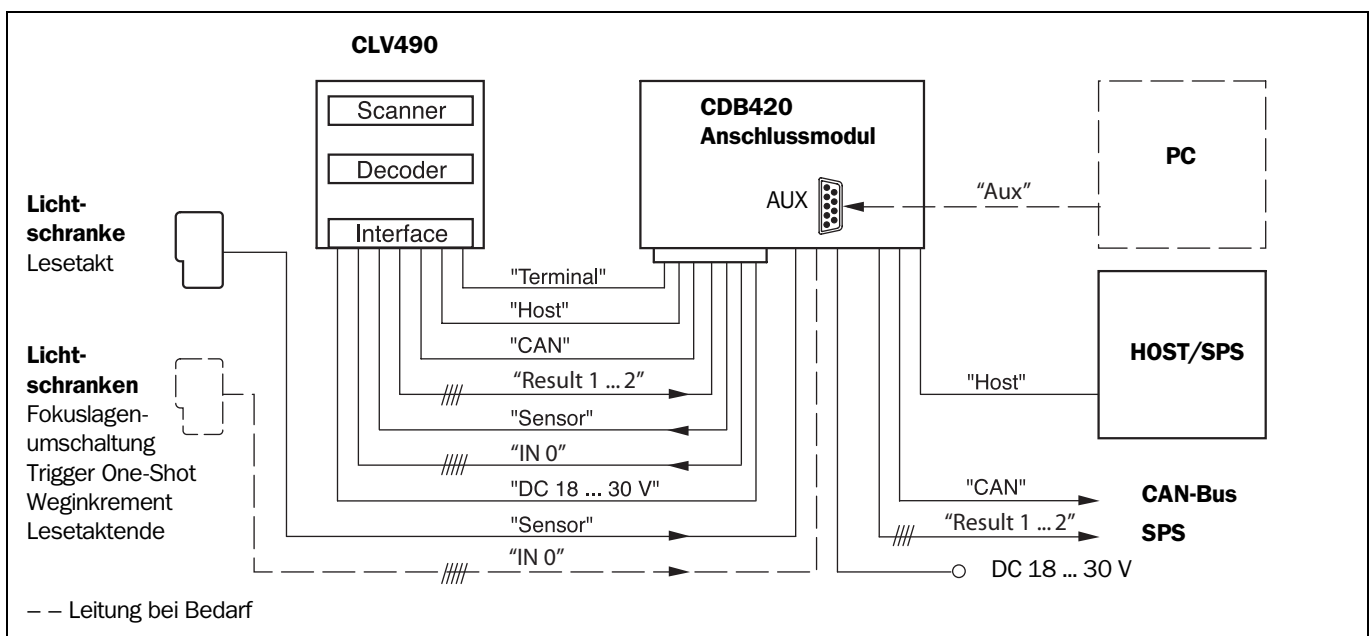 CLV490
Scanner
Decoder
Interface
CDB420
Anschlussmodul
AUX
PC
“Aux”
Licht-
schranke
Lesetakt
"Terminal"
"Host"
"CAN"
“Result 1 ... 2”
"Sensor"
“IN 0”
"DC 18 ... 30 V"
"Sensor"
“IN 0”
Licht-
schranken
Fokuslagen-
umschaltung
Trigger One-Shot
Weginkrement
Lesetaktende
HOST/SPS
"Host"
"CAN"
CAN-Bus
“Result 1 ... 2”
SPS
DC 18 ... 30 V
– – Leitung bei Bedarf